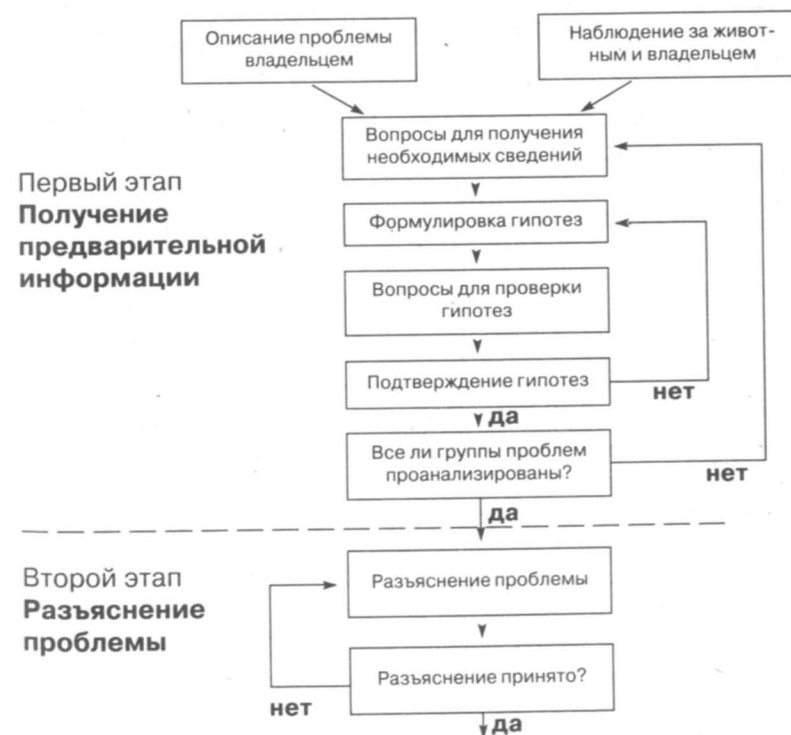 Описание проблемы
владельцем
Наблюдение за живот-
ным и владельцем
Вопросы для получения
необходимых сведений
Первый этап
Получение
предварительной
информации
Формулировка гипотез
Вопросы для проверки
гипотез
Подтверждение гипотез
нет
да
Все ли группы проблем
проанализированы?
нет
да
Второй этап
Разъяснение
проблемы
Разъяснение проблемы
Разъяснение принято?
нет
да